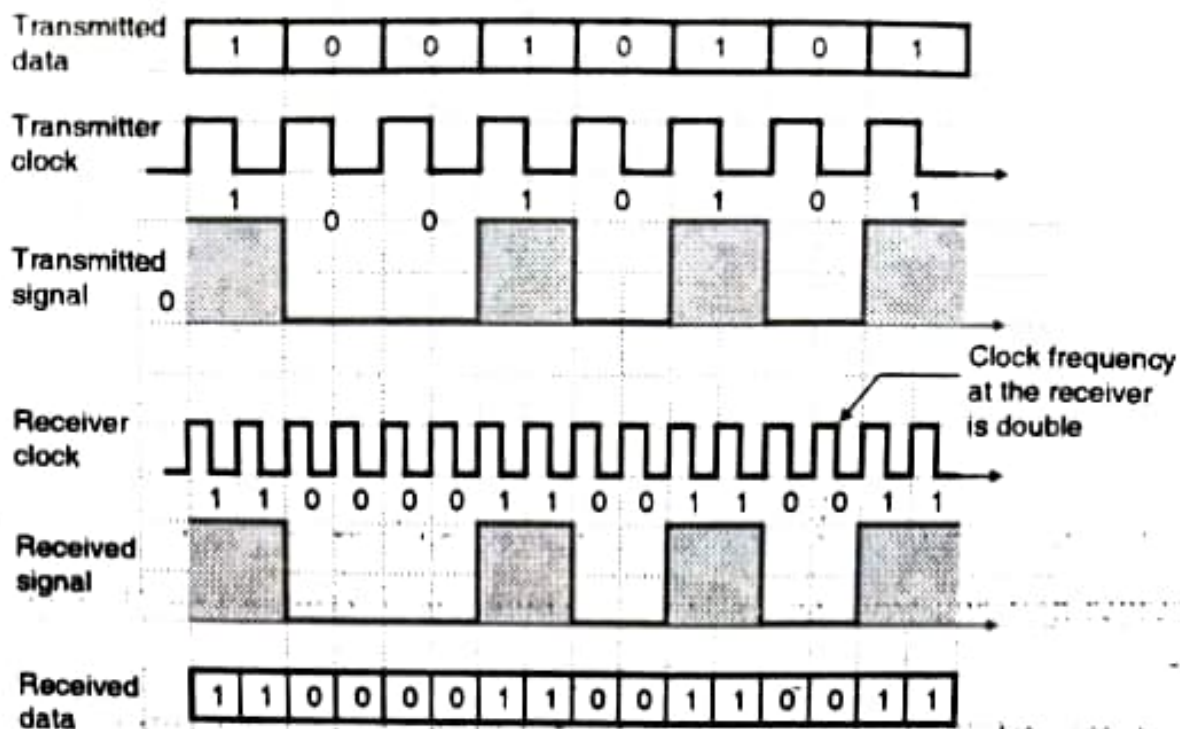 Transmitted
data
1 0 0 1 0 1 0 1
Transmitter
clock
1 0 0 1 0 1 0 1
Transmitted
signal
0
Clock frequency
at the receiver
is double
Receiver
clock
1 1 0 0 0 0 1 1 0 0 1 1 0 0 1 1
Received
signal
Received
data
1 1 0 0 0 0 1 1 0 0 1 1 0 0 1 1